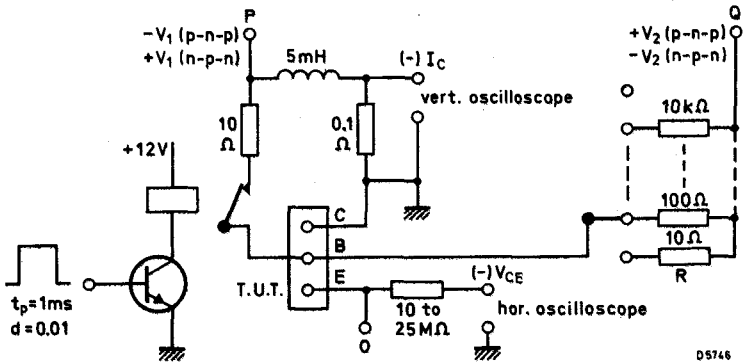 P
−V1 (p-n-p)
+V1 (n-p-n)
5mH
(−) IC
vert. oscilloscope
10
Ω
0.1
Ω
+12V
Q
+V2 (p-n-p)
−V2 (n-p-n)
10kΩ
100Ω
10Ω
R
C
B
E
T.U.T.
(−)VCE
10 to
25MΩ
hor. oscilloscope
O
tp=1ms
d=0.01
D5746